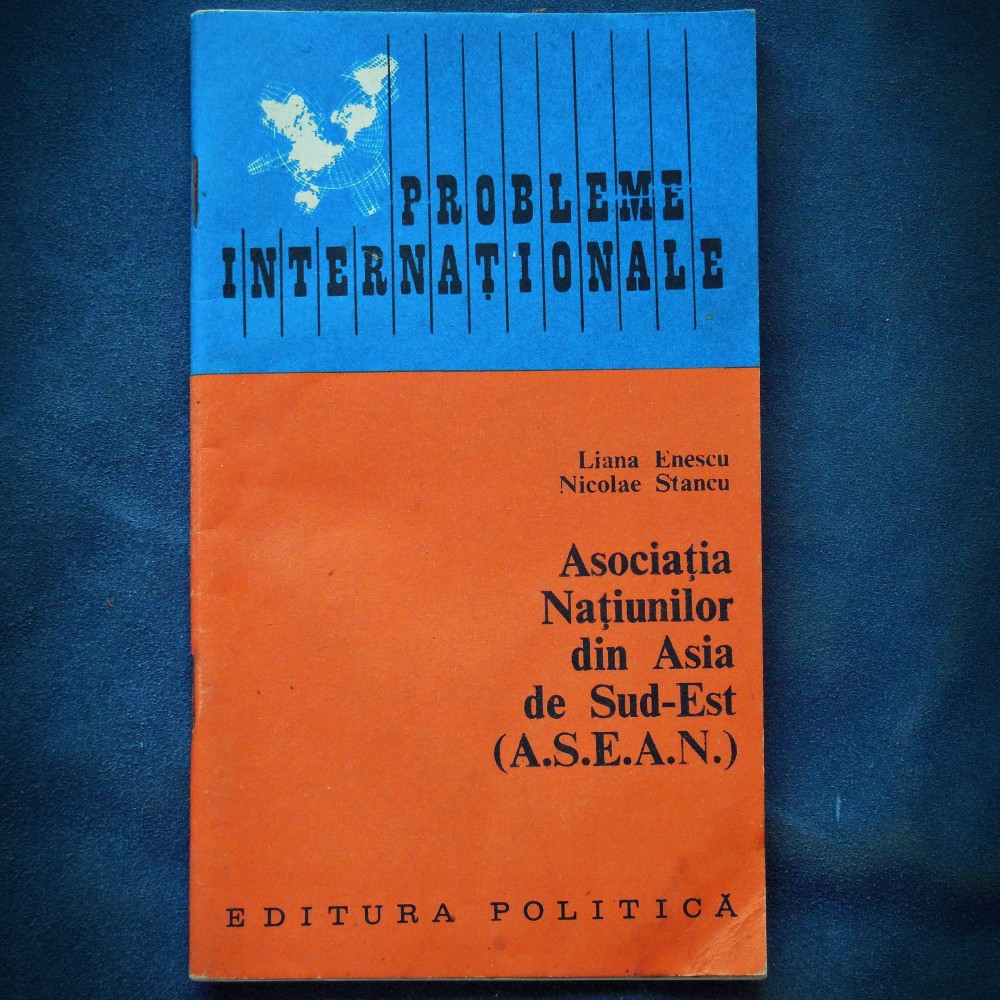 PROBLEME
INTERNAȚIONALE
Liana Enescu
Nicolae Stancu
Asociația
Națiunilor
din Asia
de Sud-Est
(A.S.E.A.N.)
EDITURA POLITICĂ